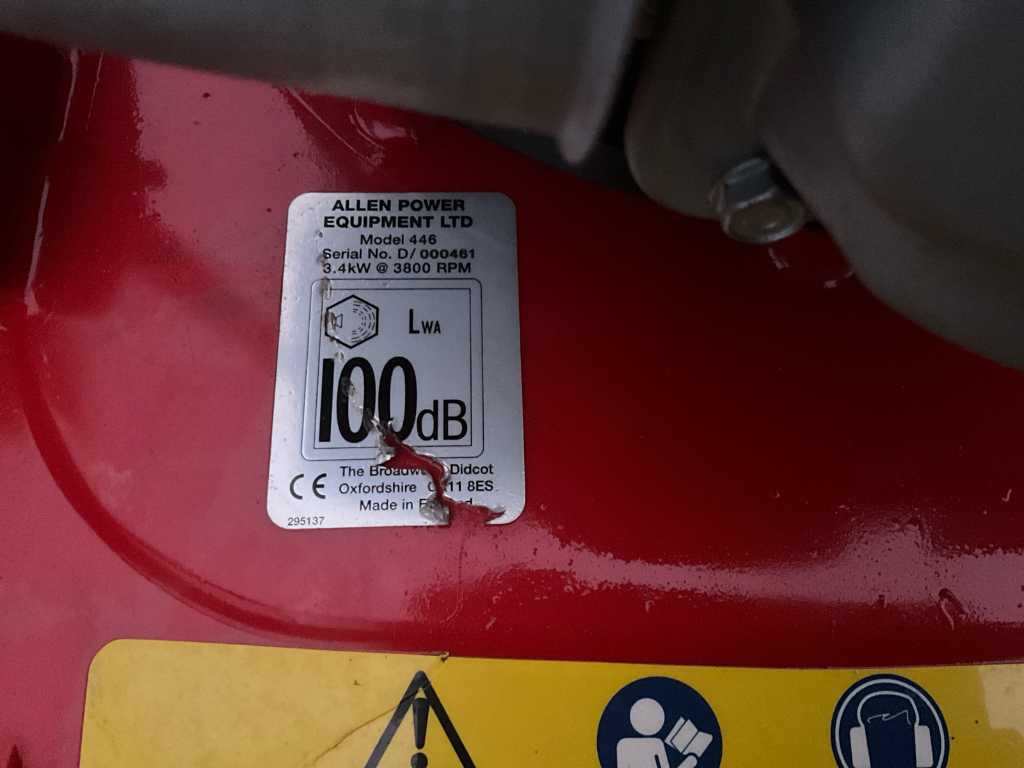 ALLEN POWER
EQUIPMENT LTD
Model 446
Serial No. D/ 000461
3.4kW @ 3800 RPM
LWA
100dB
CE
The Didcot
Oxfordshire 8ES
Made in
295137